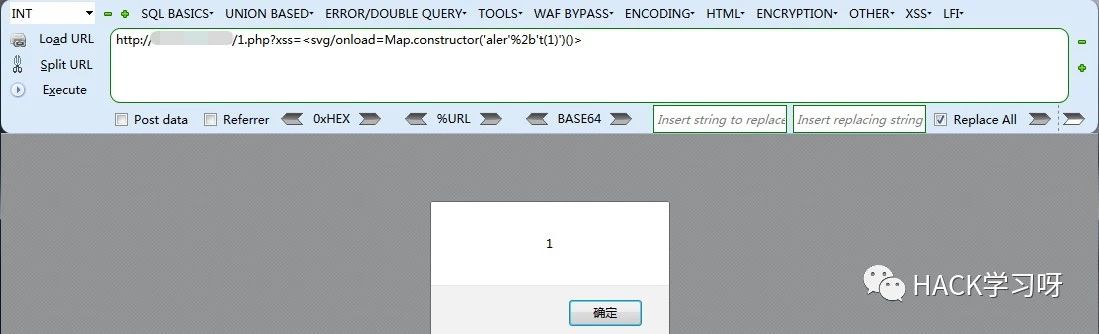 INT SQL BASICS UNION BASED ERROR/DOUBLE QUERY TOOLS WAF BYPASS ENCODING HTML ENCRYPTION OTHER XSS LFI
Load URL http:// /1.php?xss=<svg/onload=Map.constructor('aler'%2b't(1)')()>
Split URL
Execute
Post data Referrer 0xHEX %URL BASE64 Insert string to replace Insert replacing string Replace All
1
确定
HACK学习呀